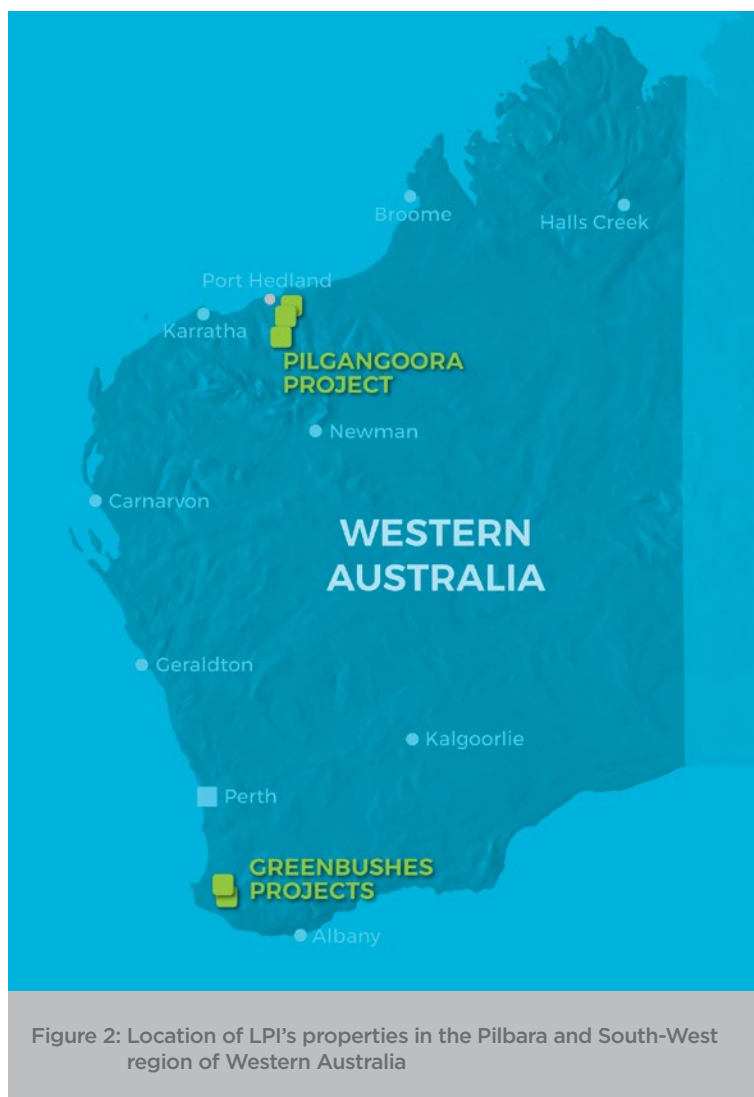 Broome
Halls Creek
Port Hedland
Karratha
PILGANGOORA
PROJECT
Newman
Carnarvon
WESTERN
AUSTRALIA
Geraldton
Kalgoorlie
Perth
GREENBUSHES
PROJECTS
Albany
Figure 2: Location of LPI's properties in the Pilbara and South-West
region of Western Australia